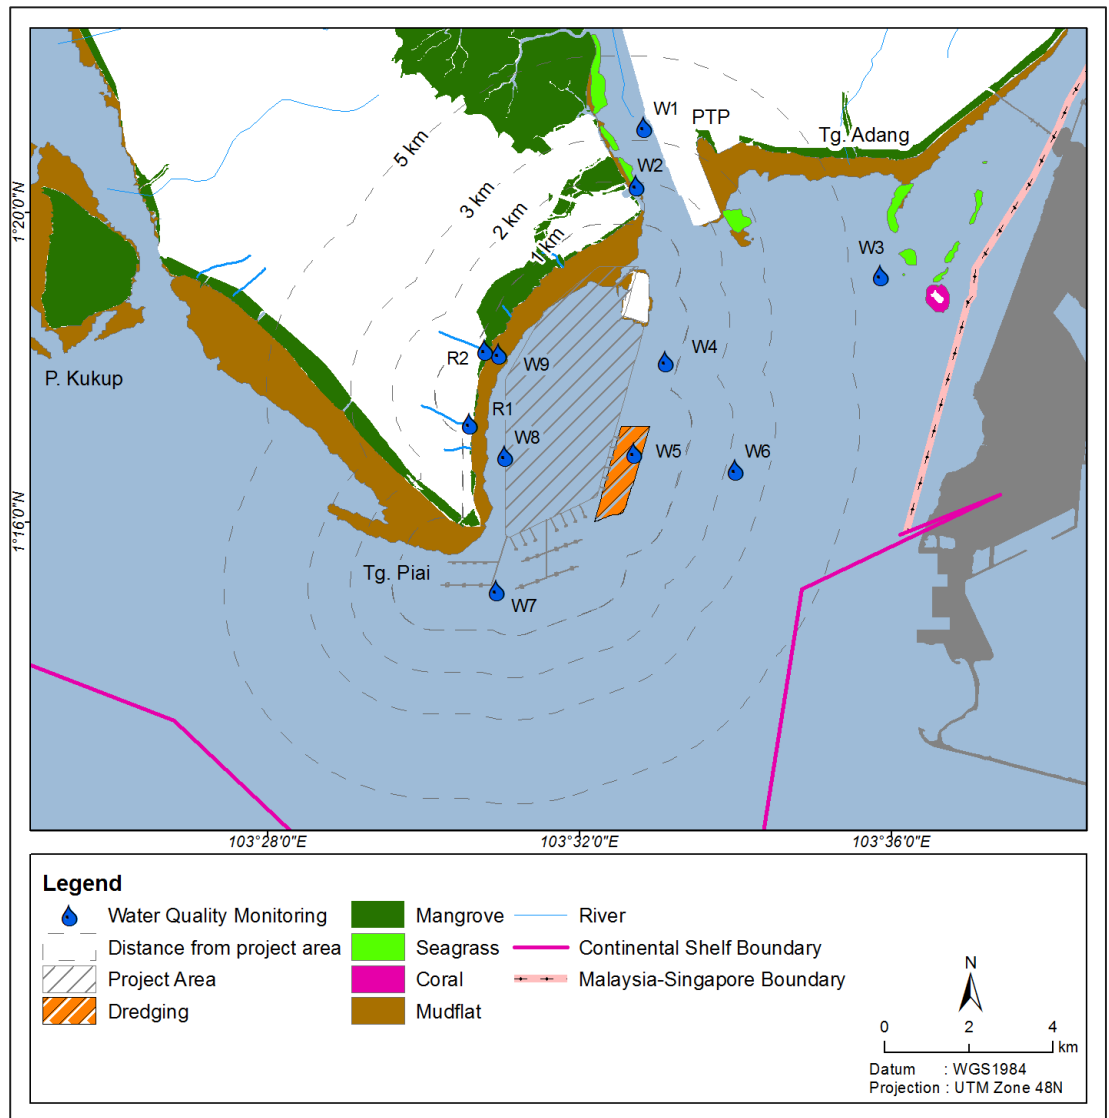 W1
PTP
Tg. Adang
5 km
W2
3 km
2 km
1 km
1°20'0"N
W3
P. Kukup
R2
W9
W4
R1
W8
W5
W6
1°16'0"N
Tg. Piai
W7
103°28'0"E
103°32'0"E
103°36'0"E
Legend
Water Quality Monitoring
Distance from project area
Project Area
Dredging
Mangrove
Seagrass
Coral
Mudflat
River
Continental Shelf Boundary
Malaysia-Singapore Boundary
N
0 2 4
km
Datum : WGS1984
Projection : UTM Zone 48N